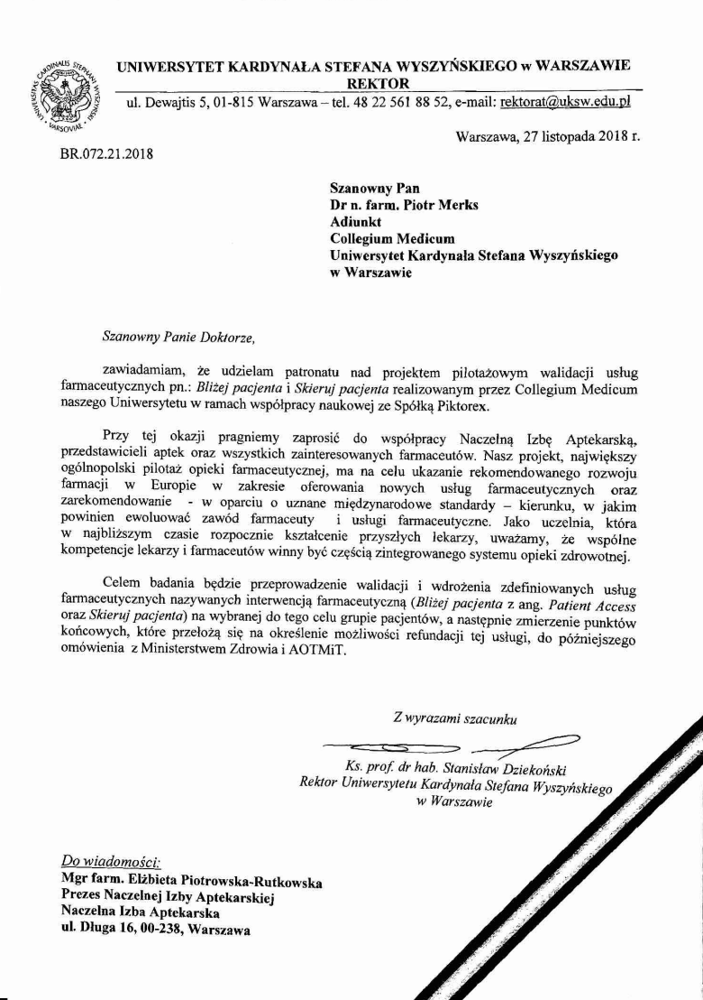 UNIWERSYTET KARDYNAŁA STEFANA WYSZYŃSKIEGO w WARSZAWIE
REKTOR
ul. Dewajtis 5, 01-815 Warszawa – tel. 48 22 561 88 52, e-mail: rektorat@uksw.edu.pl
UNIVERSITAS CARDINALIS STEPHANI WYSZYŃSKI • VARSOVIAE •
Warszawa, 27 listopada 2018 r.
BR.072.21.2018
Szanowny Pan
Dr n. farm. Piotr Merks
Adiunkt
Collegium Medicum
Uniwersytet Kardynała Stefana Wyszyńskiego
w Warszawie
Szanowny Panie Doktorze,
zawiadamiam, że udzielam patronatu nad projektem pilotażowym walidacji usług
farmaceutycznych pn.: Bliżej pacjenta i Skieruj pacjenta realizowanym przez Collegium Medicum
naszego Uniwersytetu w ramach współpracy naukowej ze Spółką Piktorex.
Przy tej okazji pragniemy zaprosić do współpracy Naczelną Izbę Aptekarską,
przedstawicieli aptek oraz wszystkich zainteresowanych farmaceutów. Nasz projekt, największy
ogólnopolski pilotaż opieki farmaceutycznej, ma na celu ukazanie rekomendowanego rozwoju
farmacji w Europie w zakresie oferowania nowych usług farmaceutycznych oraz
zarekomendowanie - w oparciu o uznane międzynarodowe standardy – kierunku, w jakim
powinien ewoluować zawód farmaceuty i usługi farmaceutyczne. Jako uczelnia, która
w najbliższym czasie rozpocznie kształcenie przyszłych lekarzy, uważamy, że wspólne
kompetencje lekarzy i farmaceutów winny być częścią zintegrowanego systemu opieki zdrowotnej.
Celem badania będzie przeprowadzenie walidacji i wdrożenia zdefiniowanych usług
farmaceutycznych nazywanych interwencją farmaceutyczną (Bliżej pacjenta z ang. Patient Access
oraz Skieruj pacjenta) na wybranej do tego celu grupie pacjentów, a następnie zmierzenie punktów
końcowych, które przełożą się na określenie możliwości refundacji tej usługi, do późniejszego
omówienia z Ministerstwem Zdrowia i AOTMiT.
Z wyrazami szacunku
Ks. prof. dr hab. Stanisław Dziekoński
Rektor Uniwersytetu Kardynała Stefana Wyszyńskiego
w Warszawie
Do wiadomości:
Mgr farm. Elżbieta Piotrowska-Rutkowska
Prezes Naczelnej Izby Aptekarskiej
Naczelna Izba Aptekarska
ul. Długa 16, 00-238, Warszawa